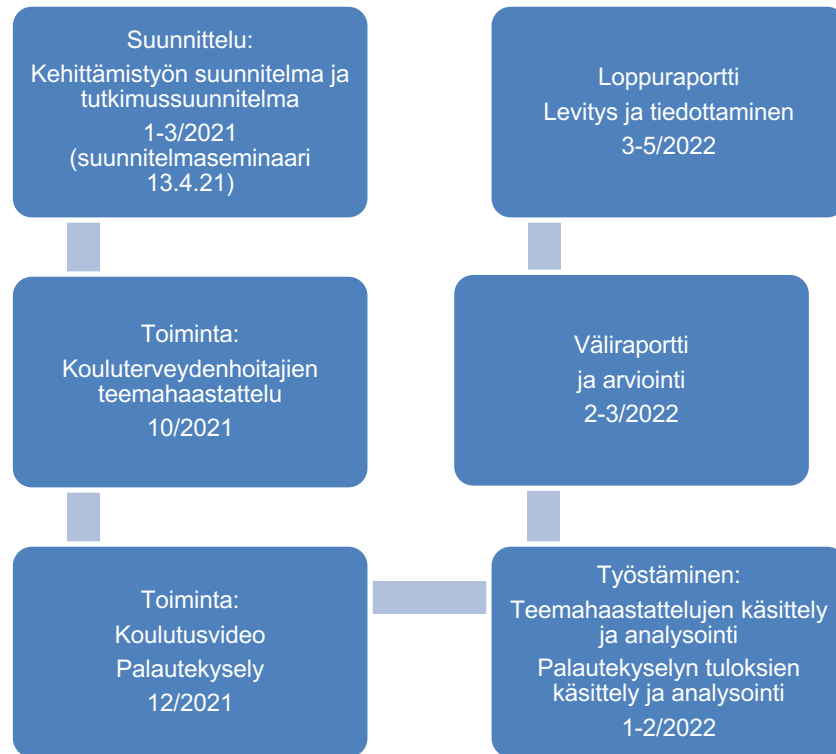 Suunnittelu:
Kehittämistyön suunnitelma ja
tutkimussuunnitelma
1-3/2021
(suunnitelmaseminaari
13.4.21)
Toiminta:
Kouluterveydenhoitajien
teemahaastattelu
10/2021
Toiminta:
Koulutusvideo
Palautekysely
12/2021
Työstäminen:
Teemahaastattelujen käsittely
ja analysointi
Palautekyselyn tuloksien
käsittely ja analysointi
1-2/2022
Väliraportti
ja arviointi
2-3/2022
Loppuraportti
Levitys ja tiedottaminen
3-5/2022